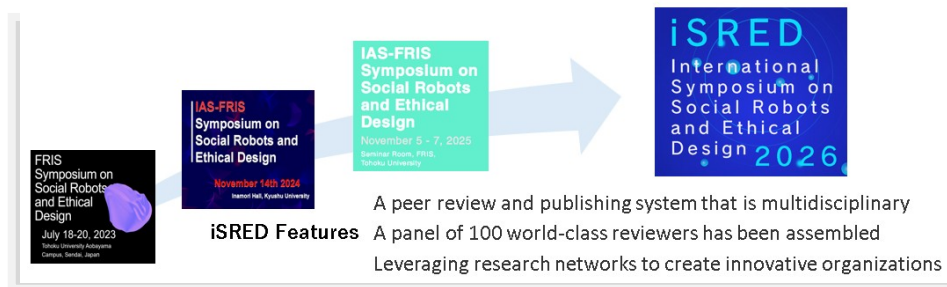 FRIS
Symposium on
Social Robots
and Ethical
Design
July 18-20, 2023
Tohoku University Aobayama
Campus, Sendai, Japan
IAS-FRIS
Symposium on
Social Robots and
Ethical Design
November 14th 2024
Inamori Hall, Kyushu University
IAS-FRIS
Symposium on
Social Robots
and Ethical
Design
November 5 - 7, 2025
Seminar Room, FRIS,
Tohoku University
iSRED
International
Symposium on
Social Robots
and Ethical
Design 2026
iSRED Features
A peer review and publishing system that is multidisciplinary
A panel of 100 world-class reviewers has been assembled
Leveraging research networks to create innovative organizations